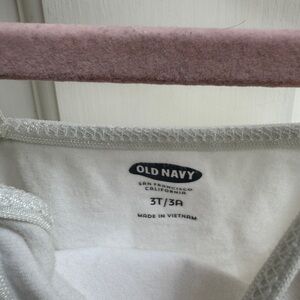 OLD NAVY
SAN FRANCISCO
CALIFORNIA
3T/3A
MADE IN VIETNAM